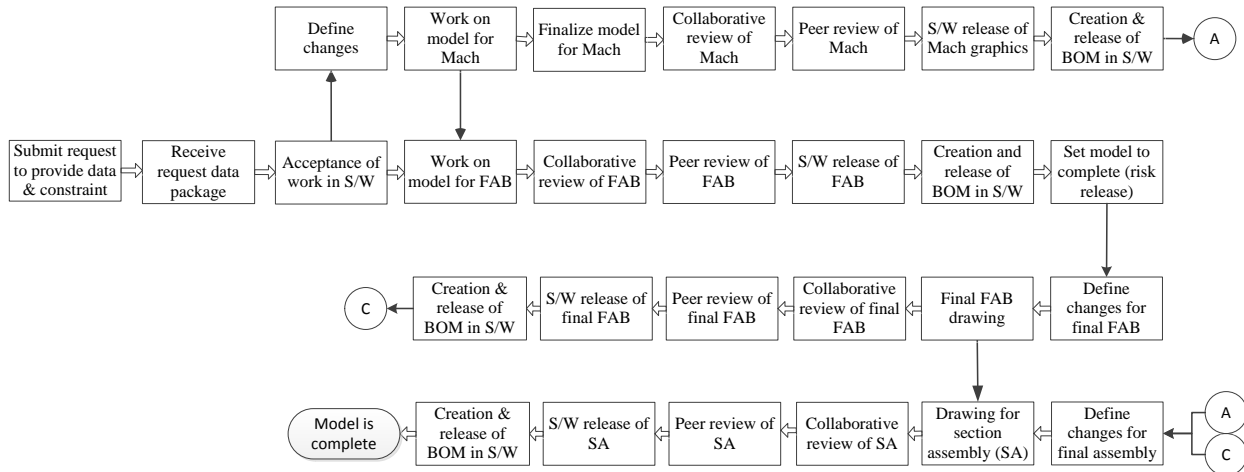 Define
changes
Work on
model for
Mach
Finalize model
for Mach
Collaborative
review of
Mach
Peer review
of Mach
S/W release of
Mach graphics
Creation &
release of
BOM in S/W
A
Submit request
to provide data
& constraint
Receive
request data
package
Acceptance of
work in S/W
Work on
model for FAB
Collaborative
review of FAB
Peer review of
FAB
S/W release of
FAB
Creation and
release of
BOM in S/W
Set model to
complete (risk
release)
C
Creation &
release of
BOM in S/W
S/W release of
final FAB
Peer review of
final FAB
Collaborative
review of final
FAB
Final FAB
drawing
Define
changes for
final FAB
Model is
complete
Creation &
release of
BOM in S/W
S/W release of
SA
Peer review
of SA
Collaborative
review of SA
Drawing for
section
assembly (SA)
Define
changes for
final assembly
A
C